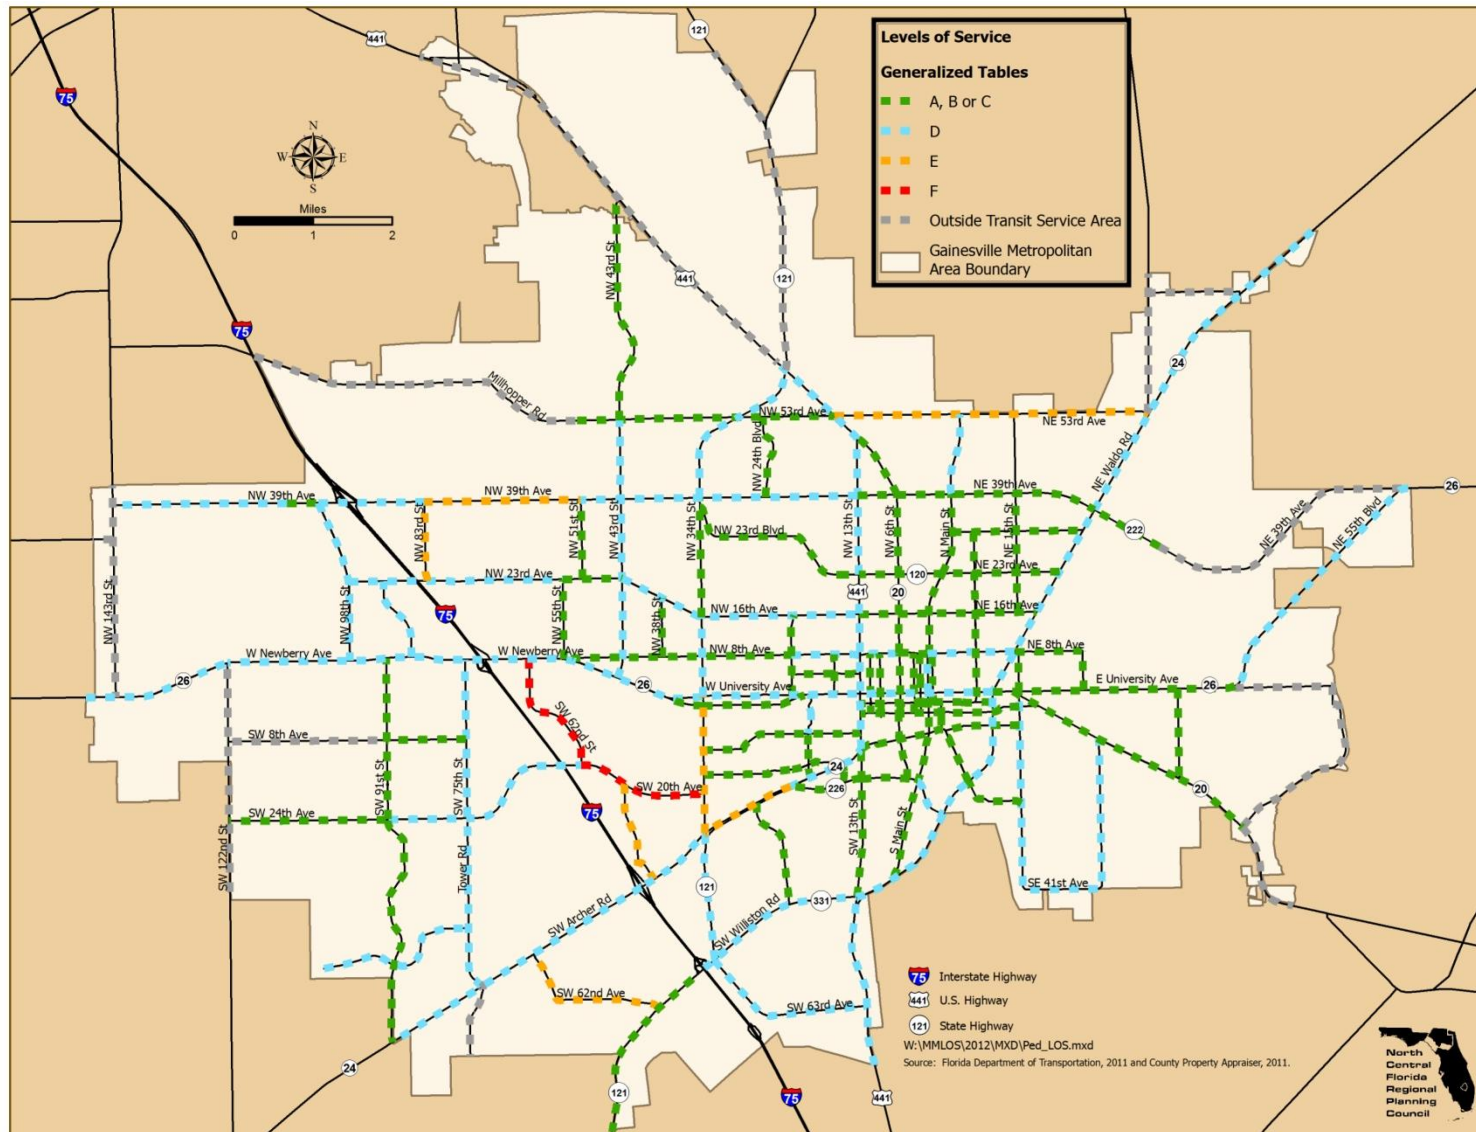 Levels of Service
Generalized Tables
A, B or C
D
E
F
Outside Transit Service Area
Gainesville Metropolitan
Area Boundary
441
121
75
N
W E
S
Miles
0 1 2
NW 43rd St
441
121
75
24
Millhopper Rd
NW 53rd Ave
NE 53rd Ave
NW 24th Blvd
NE Waldo Rd
26
NW 39th Ave
NW 39th Ave
NE 39th Ave
NW 83rd St
NW 51st St
NW 43rd St
NW 34th St
NW 23rd Blvd
NW 13th St
NW 6th St
N Main St
NE 15th St
222
NE 39th Ave
NE 55th Blvd
NW 143rd St
NW 98th St
NW 23rd Ave
120
NE 23rd Ave
75
441
20
NW 55th St
NW 38th St
NW 16th Ave
NE 16th Ave
W Newberry Ave
W Newberry Ave
NW 8th Ave
NE 8th Ave
26
26
W University Ave
E University Ave
26
SW 62nd St
SW 8th Ave
SW 91st St
SW 75th St
24
226
SW 20th Ave
20
SW 24th Ave
75
SW 122nd St
Tower Rd
SW 13th St
S Main St
121
SE 41st Ave
SW Archer Rd
SW Williston Rd
331
SW 62nd Ave
SW 63rd Ave
24
121
75
441
75 Interstate Highway
441 U.S. Highway
121 State Highway
W:\MMLOS\2012\MXD\Ped_LOS.mxd
Source: Florida Department of Transportation, 2011 and County Property Appraiser, 2011.
North
Central
Florida
Regional
Planning
Council